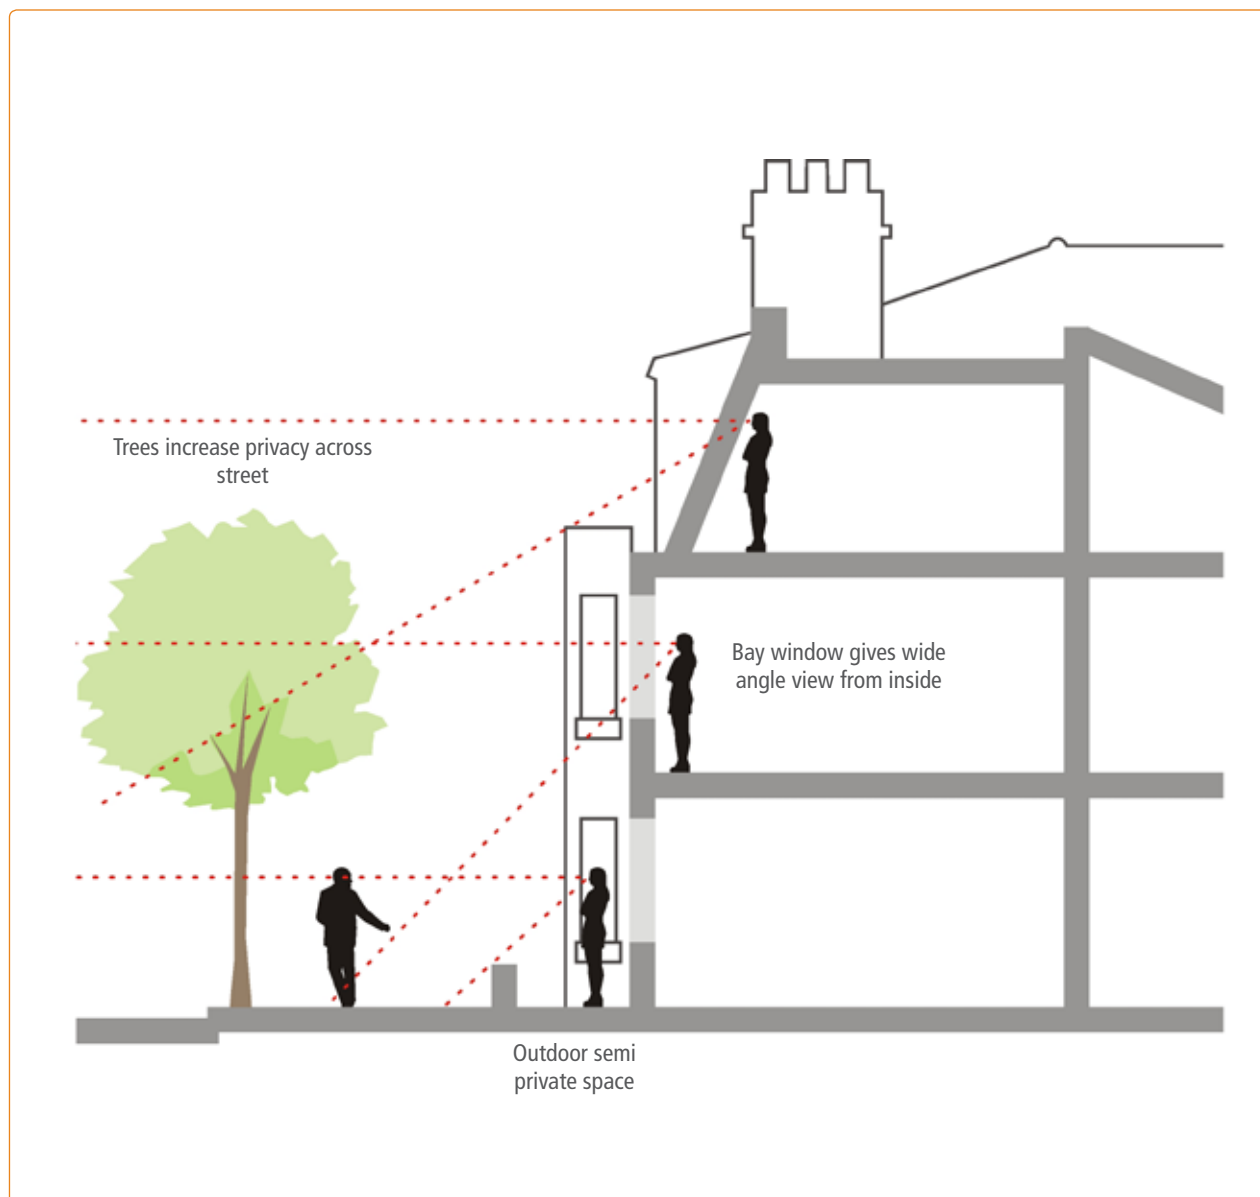 Trees increase privacy across
street
Bay window gives wide
angle view from inside
Outdoor semi
private space